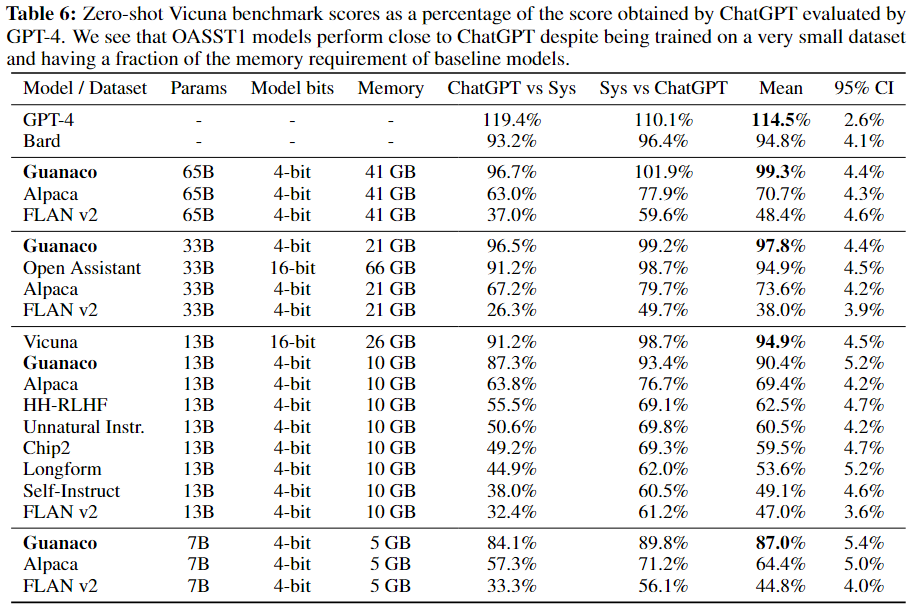 Table 6: Zero-shot Vicuna benchmark scores as a percentage of the score obtained by ChatGPT evaluated by
GPT-4. We see that OASST1 models perform close to ChatGPT despite being trained on a very small dataset
and having a fraction of the memory requirement of baseline models.
Model / Dataset Params Model bits Memory ChatGPT vs Sys Sys vs ChatGPT Mean 95% CI
GPT-4 - - - 119.4% 110.1% 114.5% 2.6%
Bard - - - 93.2% 96.4% 94.8% 4.1%
Guanaco 65B 4-bit 41 GB 96.7% 101.9% 99.3% 4.4%
Alpaca 65B 4-bit 41 GB 63.0% 77.9% 70.7% 4.3%
FLAN v2 65B 4-bit 41 GB 37.0% 59.6% 48.4% 4.6%
Guanaco 33B 4-bit 21 GB 96.5% 99.2% 97.8% 4.4%
Open Assistant 33B 16-bit 66 GB 91.2% 98.7% 94.9% 4.5%
Alpaca 33B 4-bit 21 GB 67.2% 79.7% 73.6% 4.2%
FLAN v2 33B 4-bit 21 GB 26.3% 49.7% 38.0% 3.9%
Vicuna 13B 16-bit 26 GB 91.2% 98.7% 94.9% 4.5%
Guanaco 13B 4-bit 10 GB 87.3% 93.4% 90.4% 5.2%
Alpaca 13B 4-bit 10 GB 63.8% 76.7% 69.4% 4.2%
HH-RLHF 13B 4-bit 10 GB 55.5% 69.1% 62.5% 4.7%
Unnatural Instr. 13B 4-bit 10 GB 50.6% 69.8% 60.5% 4.2%
Chip2 13B 4-bit 10 GB 49.2% 69.3% 59.5% 4.7%
Longform 13B 4-bit 10 GB 44.9% 62.0% 53.6% 5.2%
Self-Instruct 13B 4-bit 10 GB 38.0% 60.5% 49.1% 4.6%
FLAN v2 13B 4-bit 10 GB 32.4% 61.2% 47.0% 3.6%
Guanaco 7B 4-bit 5 GB 84.1% 89.8% 87.0% 5.4%
Alpaca 7B 4-bit 5 GB 57.3% 71.2% 64.4% 5.0%
FLAN v2 7B 4-bit 5 GB 33.3% 56.1% 44.8% 4.0%